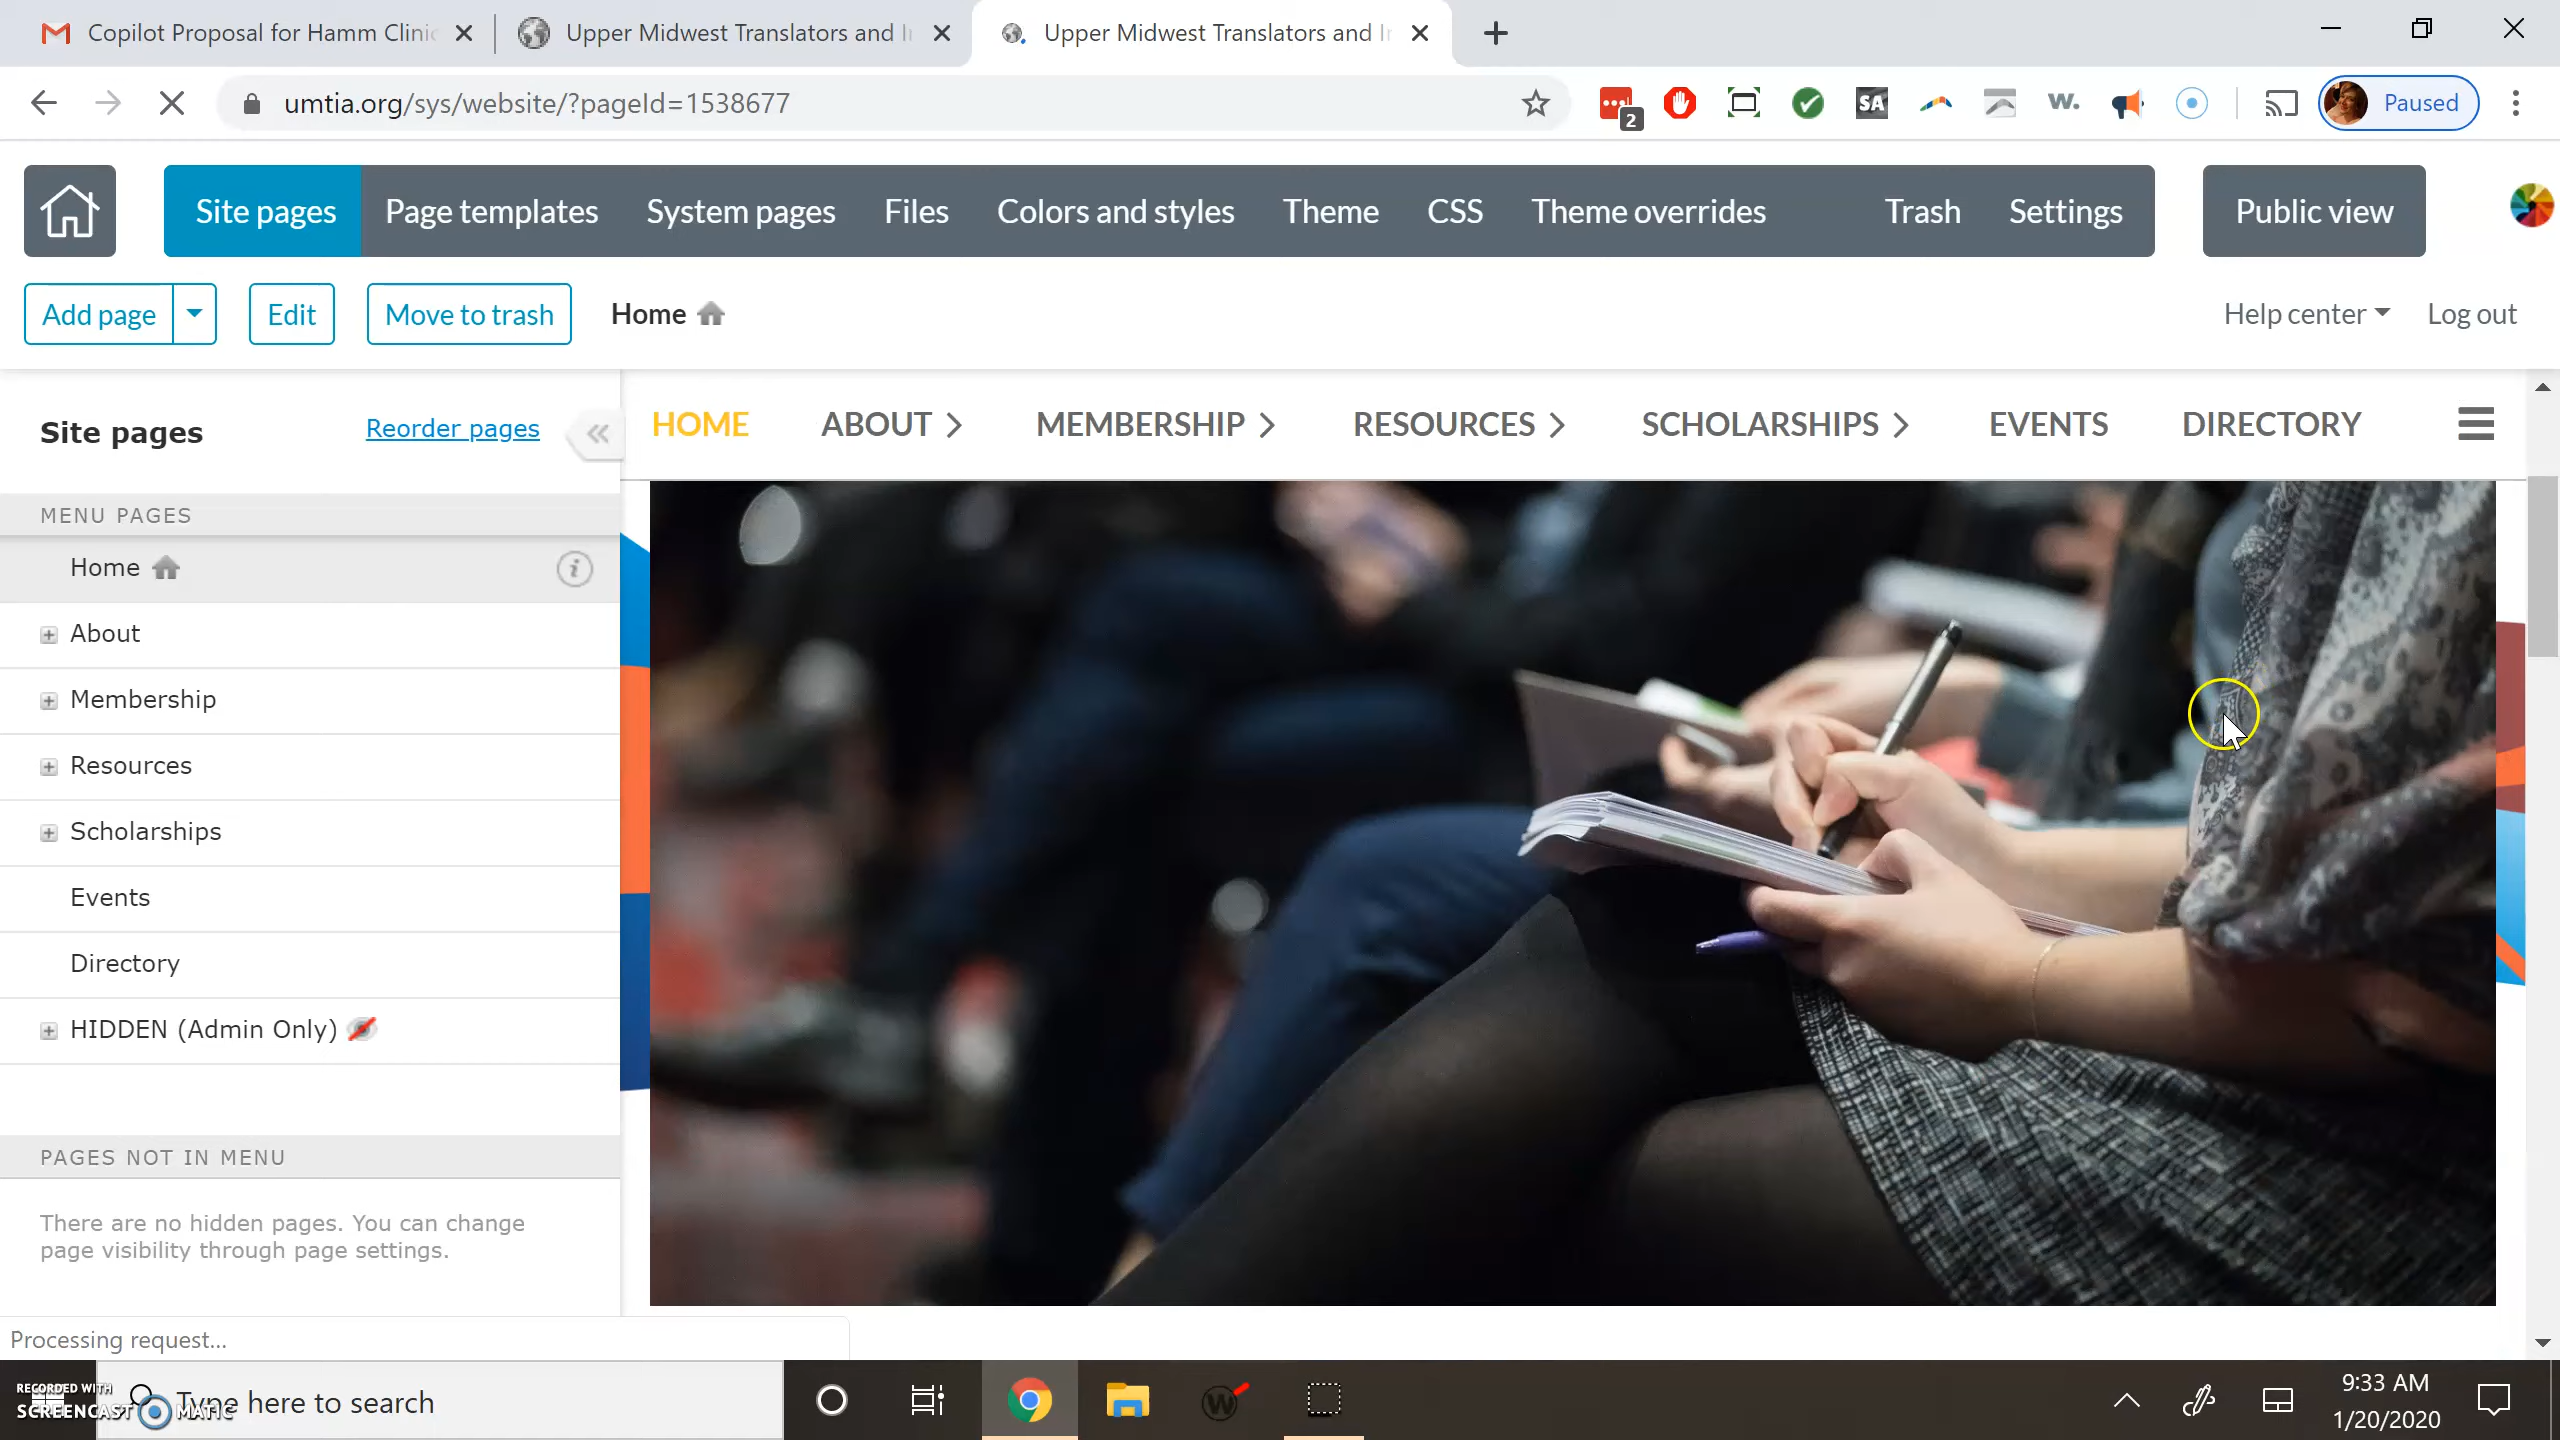 Copilot Proposal for Hamm Clinic
Upper Midwest Translators and In
Upper Midwest Translators and In
umtia.org/sys/website/?pageId=1538677
2
SA
w.
Paused
Site pages
Page templates
System pages
Files
Colors and styles
Theme
CSS
Theme overrides
Trash
Settings
Public view
Add page
Edit
Move to trash
Home
Help center
Log out
Site pages
Reorder pages
HOME
ABOUT
MEMBERSHIP
RESOURCES
SCHOLARSHIPS
EVENTS
DIRECTORY
MENU PAGES
Home
About
Membership
Resources
Scholarships
Events
Directory
HIDDEN (Admin Only)
PAGES NOT IN MENU
There are no hidden pages. You can change
page visibility through page settings.
Processing request...
RECORDED WITH
SCREENCAST MATIC
Type here to search
9:33 AM
1/20/2020